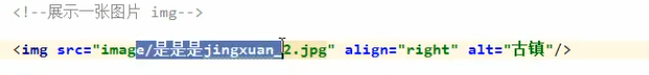 <!--展示一张图片 img-->
<img src="image/是是是jingxuan_2.jpg" align="right" alt="古镇"/>